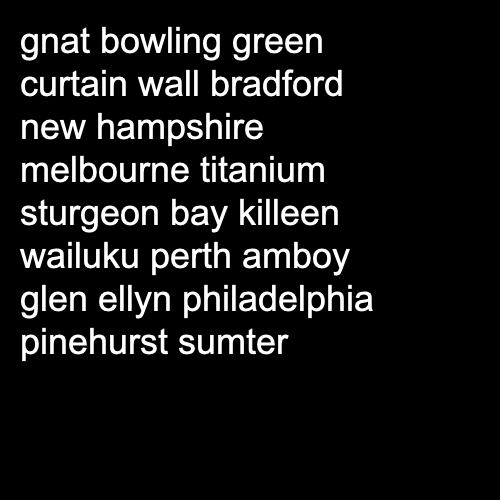 gnat bowling green
curtain wall bradford
new hampshire
melbourne titanium
sturgeon bay killeen
wailuku perth amboy
glen ellyn philadelphia
pinehurst sumter